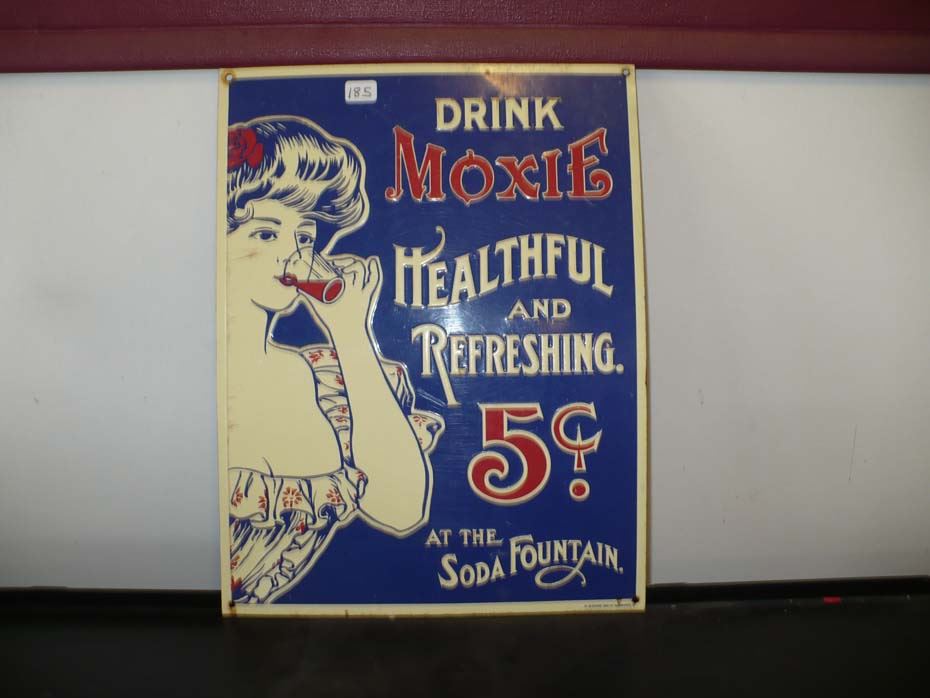 185
DRINK
MOXIE
HEALTHFUL
AND
REFRESHING.
5¢
AT THE
SODA FOUNTAIN.